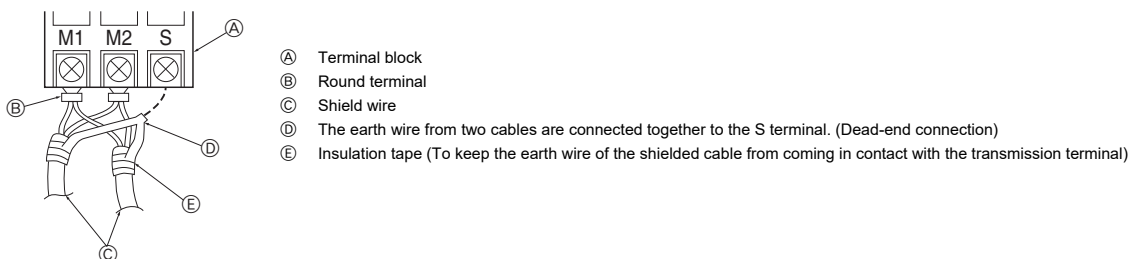 M1 M2 S
Ⓐ
Ⓑ
Ⓓ
Ⓔ
Ⓒ
Ⓐ Terminal block
Ⓑ Round terminal
Ⓒ Shield wire
Ⓓ The earth wire from two cables are connected together to the S terminal. (Dead-end connection)
Ⓔ Insulation tape (To keep the earth wire of the shielded cable from coming in contact with the transmission terminal)